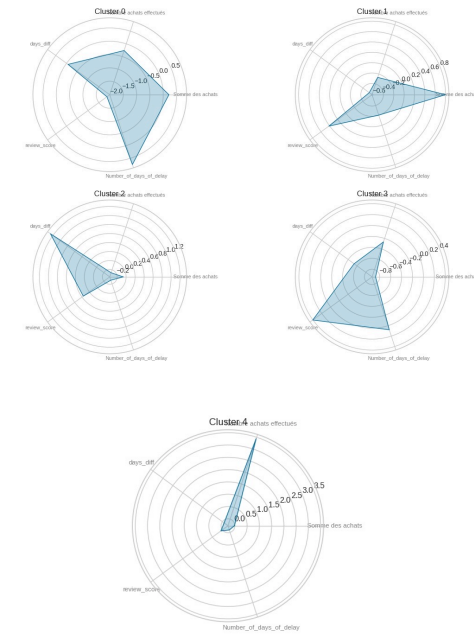 Cluster 0
achats effectués
days_diff
0.5
0.0
−0.5
−1.0
−1.5
−2.0
Somme des achats
review_score
Number_of_days_of_delay
Cluster 1
achats effectués
days_diff
0.8
0.6
0.4
0.2
0.0
−0.4
Somme des achats
review_score
Number_of_days_of_delay
Cluster 2
achats effectués
days_diff
1.2
1.0
0.8
0.6
0.4
0.2
0.0
−0.2
Somme des achats
review_score
Number_of_days_of_delay
Cluster 3
achats effectués
days_diff
0.4
0.2
0.0
−0.2
−0.4
−0.6
−0.8
Somme des achats
review_score
Number_of_days_of_delay
Cluster 4
achats effectués
days_diff
3.5
3.0
2.5
2.0
1.5
1.0
0.5
0.0
Somme des achats
review_score
Number_of_days_of_delay